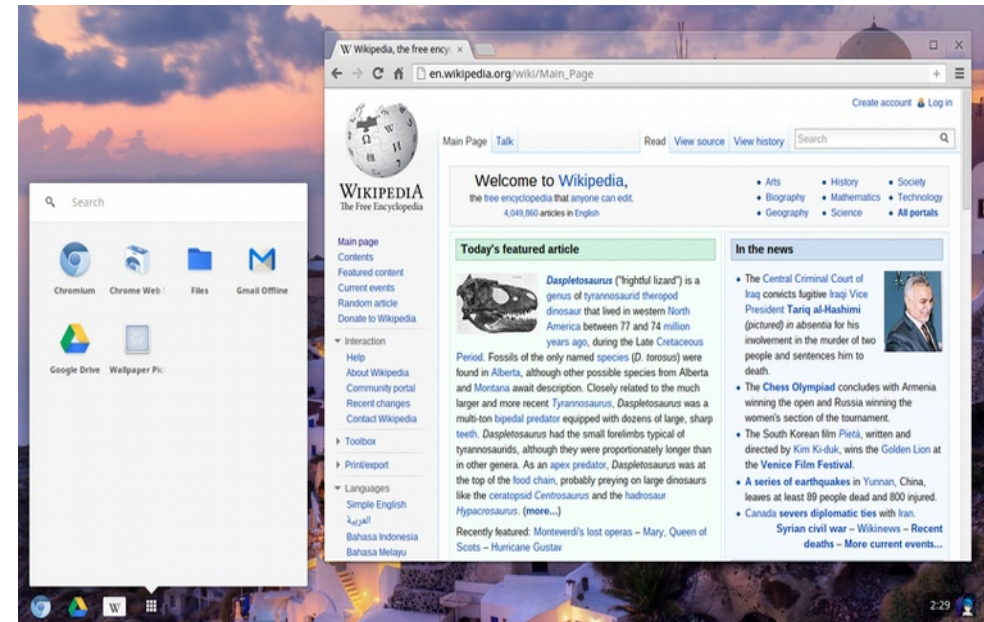 W Wikipedia, the free ency
en.wikipedia.org/wiki/Main_Page
Create account Log in
Main Page Talk Read View source View history Search
WIKIPEDIA
The Free Encyclopedia
Welcome to Wikipedia,
the free encyclopedia that anyone can edit.
4,049,860 articles in English
• Arts • History • Society
• Biography • Mathematics • Technology
• Geography • Science • All portals
Search
Chromium Chrome Web Files Gmail Offline
Google Drive Wallpaper Pic
Main page
Contents
Featured content
Current events
Random article
Donate to Wikipedia
Interaction
Help
About Wikipedia
Community portal
Recent changes
Contact Wikipedia
Toolbox
Print/export
Languages
Simple English
العربية
Bahasa Indonesia
Bahasa Melayu
Today's featured article
Daspletosaurus ("frightful lizard") is a
genus of tyrannosaurid theropod
dinosaur that lived in western North
America between 77 and 74 million
years ago, during the Late Cretaceous
Period. Fossils of the only named species (D. torosus) were
found in Alberta, although other possible species from Alberta
and Montana await description. Closely related to the much
larger and more recent Tyrannosaurus, Daspletosaurus was a
multi-ton bipedal predator equipped with dozens of large, sharp
teeth. Daspletosaurus had the small forelimbs typical of
tyrannosaurids, although they were proportionately longer than
in other genera. As an apex predator, Daspletosaurus was at
the top of the food chain, probably preying on large dinosaurs
like the ceratopsid Centrosaurus and the hadrosaur
Hypacrosaurus. (more...)
Recently featured: Monteverdi's lost operas – Mary, Queen of
Scots – Hurricane Gustav
In the news
• The Central Criminal Court of
Iraq convicts fugitive Iraqi Vice
President Tariq al-Hashimi
(pictured) in absentia for his
involvement in the murder of two
people and sentences him to
death.
• The Chess Olympiad concludes with Armenia
winning the open and Russia winning the
women's section of the tournament.
• The South Korean film Pietà, written and
directed by Kim Ki-duk, wins the Golden Lion at
the Venice Film Festival.
• A series of earthquakes in Yunnan, China,
leaves at least 89 people dead and 800 injured.
• Canada severs diplomatic ties with Iran.
Syrian civil war – Wikinews – Recent
deaths – More current events...
W
2:29